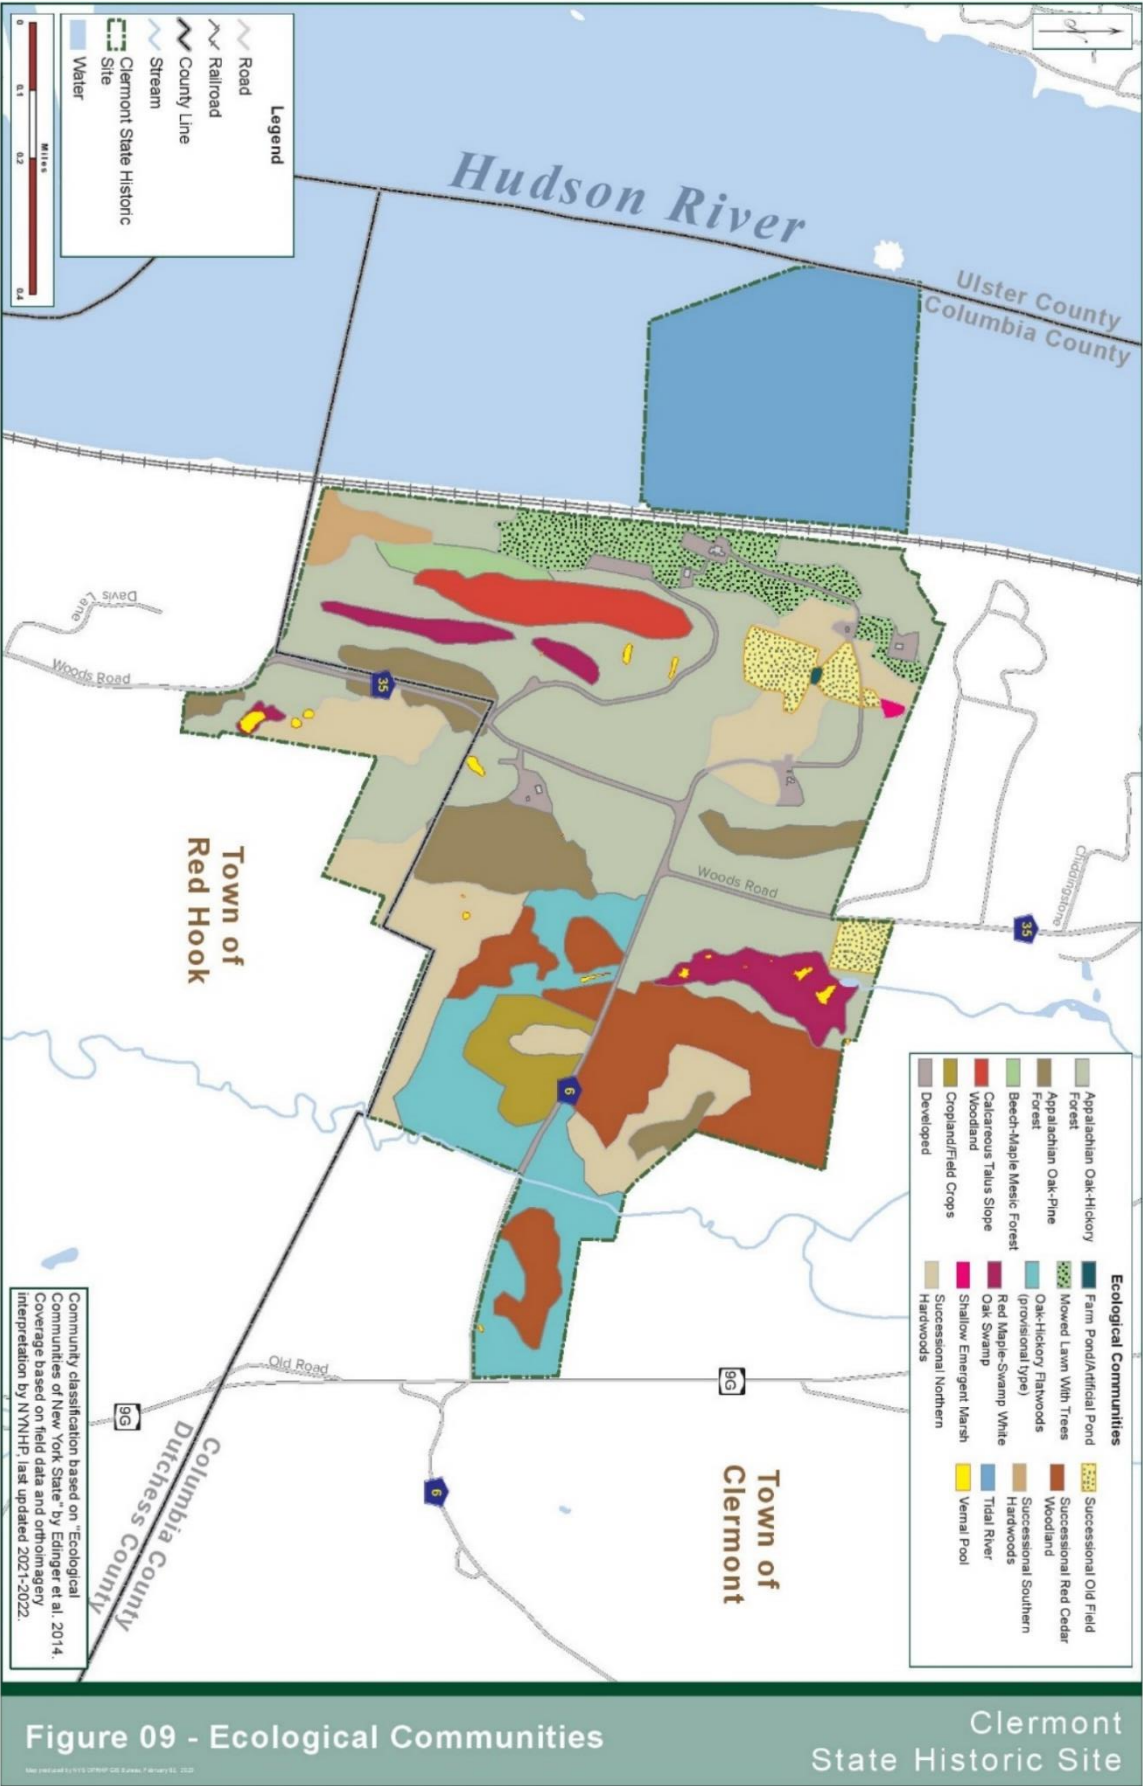 Legend
Road
Railroad
County Line
Stream
Clermont State Historic
Site
Water
0
0.1
0.2
0.4
Miles
Hudson River
Ulster County
Columbia County
Davis
Lane
Woods Road
35
Town of
Red Hook
Woods Road
Chiddingstone
35
6
Ecological Communities
Appalachian Oak-Hickory
Forest
Appalachian Oak-Pine
Forest
Beech-Maple Mesic Forest
Calcareous Talus Slope
Woodland
Cropland/Field Crops
Developed
Farm Pond/Artificial Pond
Mowed Lawn With Trees
Oak-Hickory Flatwoods
(provisional type)
Red Maple-Swamp White
Oak Swamp
Shallow Emergent Marsh
Successional Northern
Hardwoods
Successional Old Field
Successional Red Cedar
Woodland
Successional Southern
Hardwoods
Tidal River
Vernal Pool
Old Road
9G
9G
6
Town of
Clermont
Columbia County
Dutchess County
Community classification based on "Ecological
Communities of New York State" by Edinger et al. 2014.
Coverage based on field data and orthoimagery
interpretation by NYNHP, last updated 2021-2022.
Figure 09 - Ecological Communities
Clermont
State Historic Site